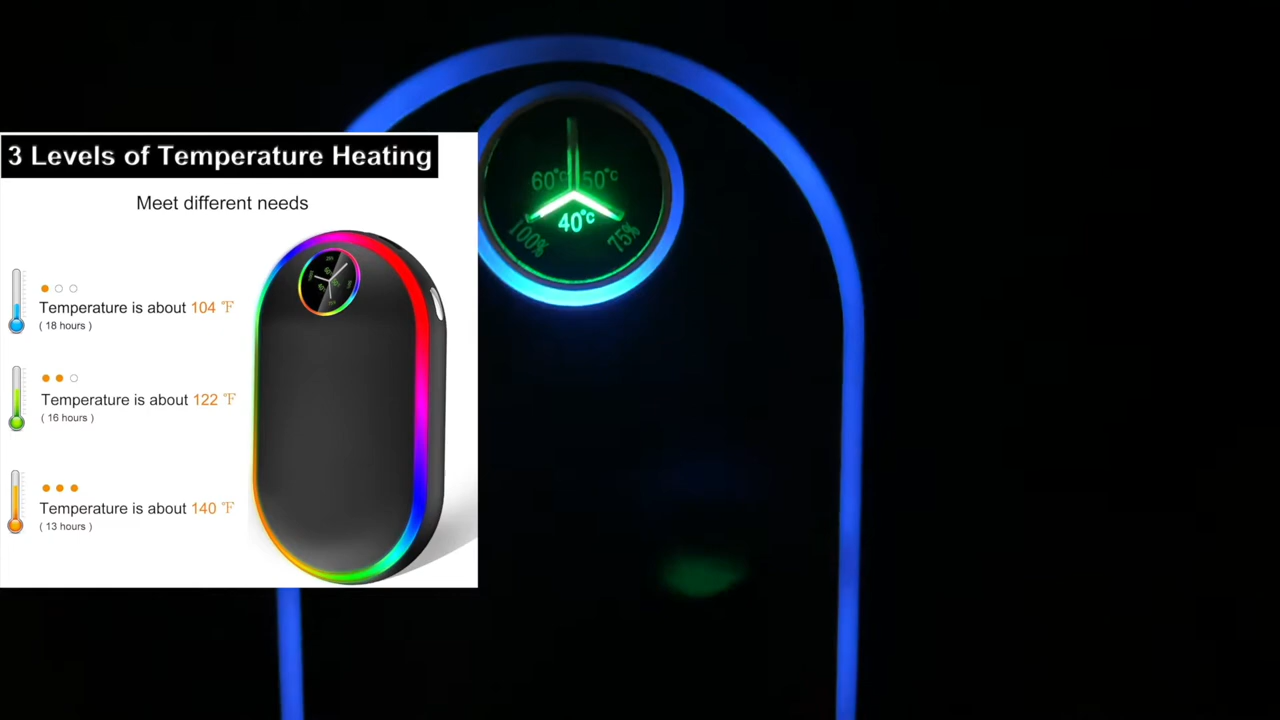 3 Levels of Temperature Heating
Meet different needs
Temperature is about 104 ℉
( 18 hours )
Temperature is about 122 ℉
( 16 hours )
Temperature is about 140 ℉
( 13 hours )
60°c 50°c
40°c
100% 75%